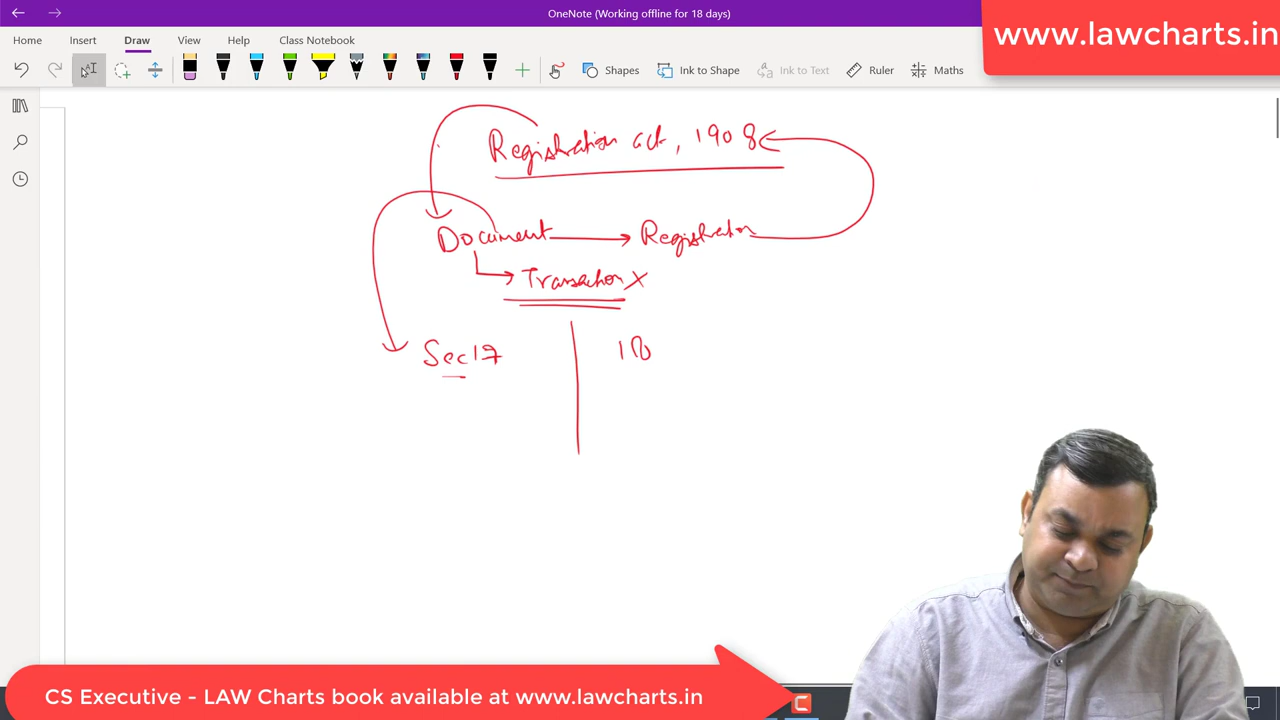 OneNote (Working offline for 18 days)
www.lawcharts.in
Home Insert Draw View Help Class Notebook
Shapes Ink to Shape Ink to Text Ruler Maths
Registration act, 1908
Document Registration
Transaction X
Sec 17 18
CS Executive - LAW Charts book available at www.lawcharts.in